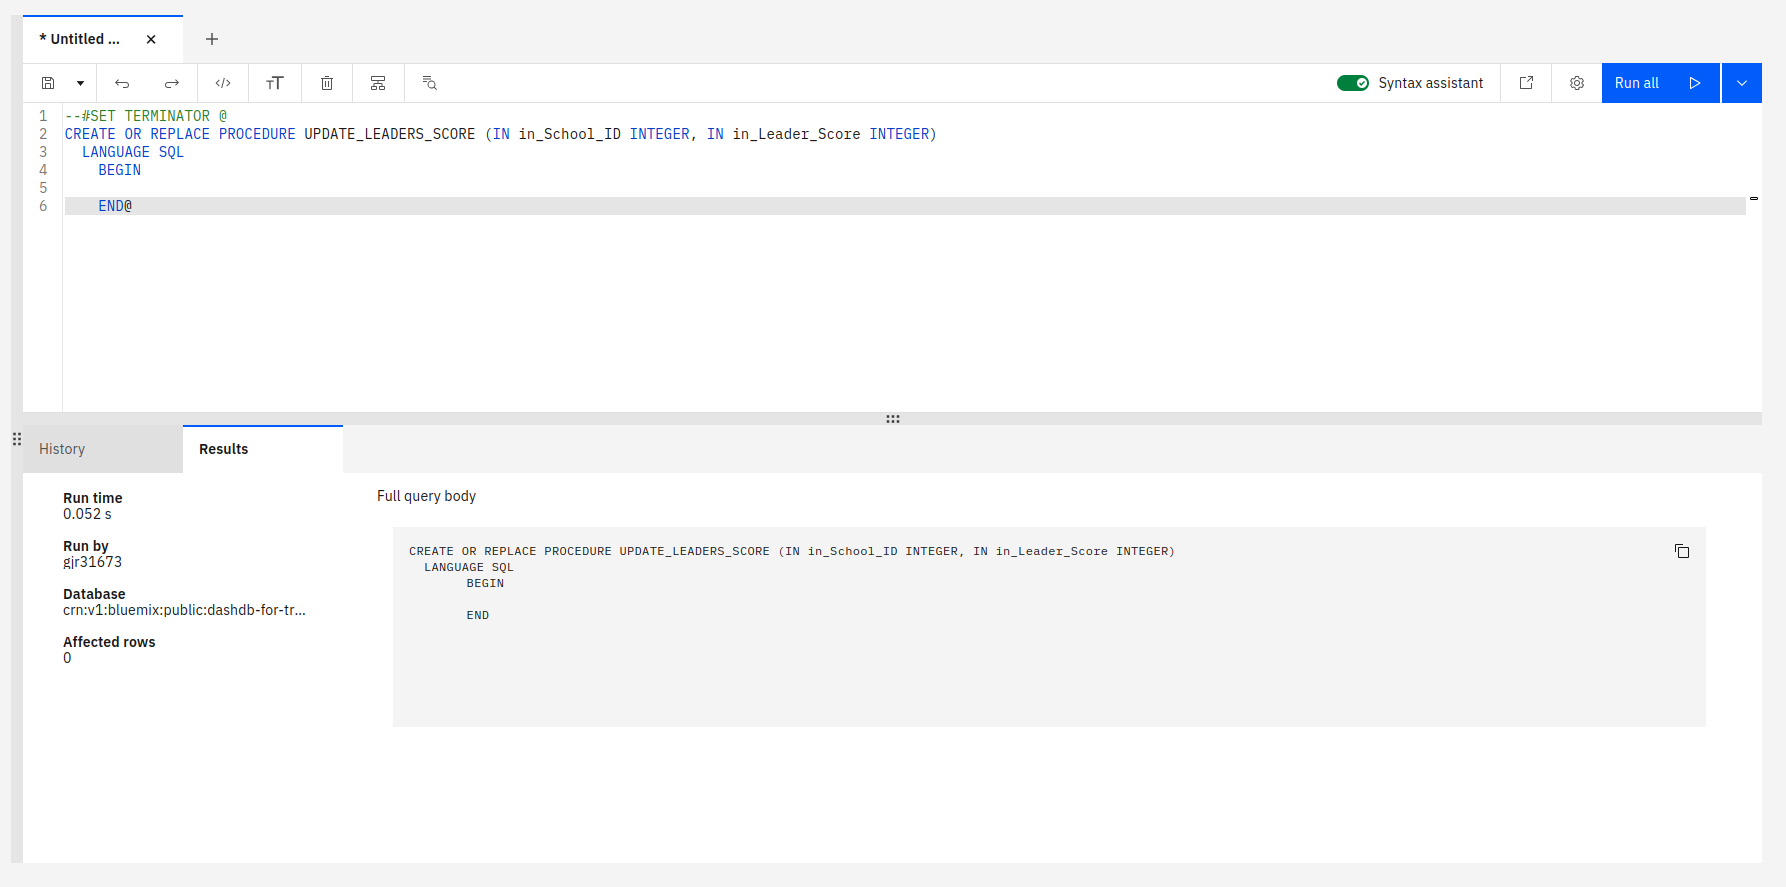 * Untitled ...
Syntax assistant
Run all
1 --#SET TERMINATOR @
2 CREATE OR REPLACE PROCEDURE UPDATE_LEADERS_SCORE (IN in_School_ID INTEGER, IN in_Leader_Score INTEGER)
3 LANGUAGE SQL
4 BEGIN
5
6 END@
History
Results
Run time
0.052 s
Run by
gjr31673
Database
crn:v1:bluemix:public:dashdb-for-tr...
Affected rows
0
Full query body
CREATE OR REPLACE PROCEDURE UPDATE_LEADERS_SCORE (IN in_School_ID INTEGER, IN in_Leader_Score INTEGER)
LANGUAGE SQL
BEGIN
END